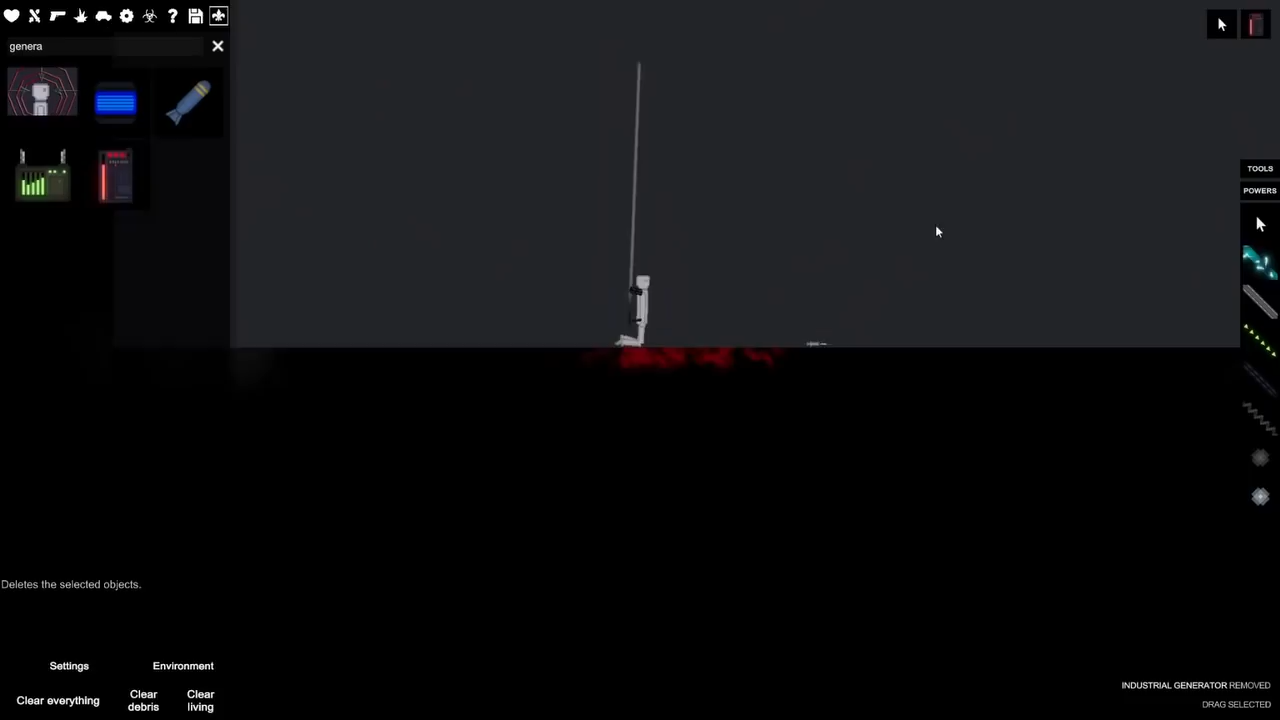 genera
TOOLS
POWERS
Deletes the selected objects.
Settings
Environment
Clear everything
Clear debris
Clear living
INDUSTRIAL GENERATOR REMOVED
DRAG SELECTED